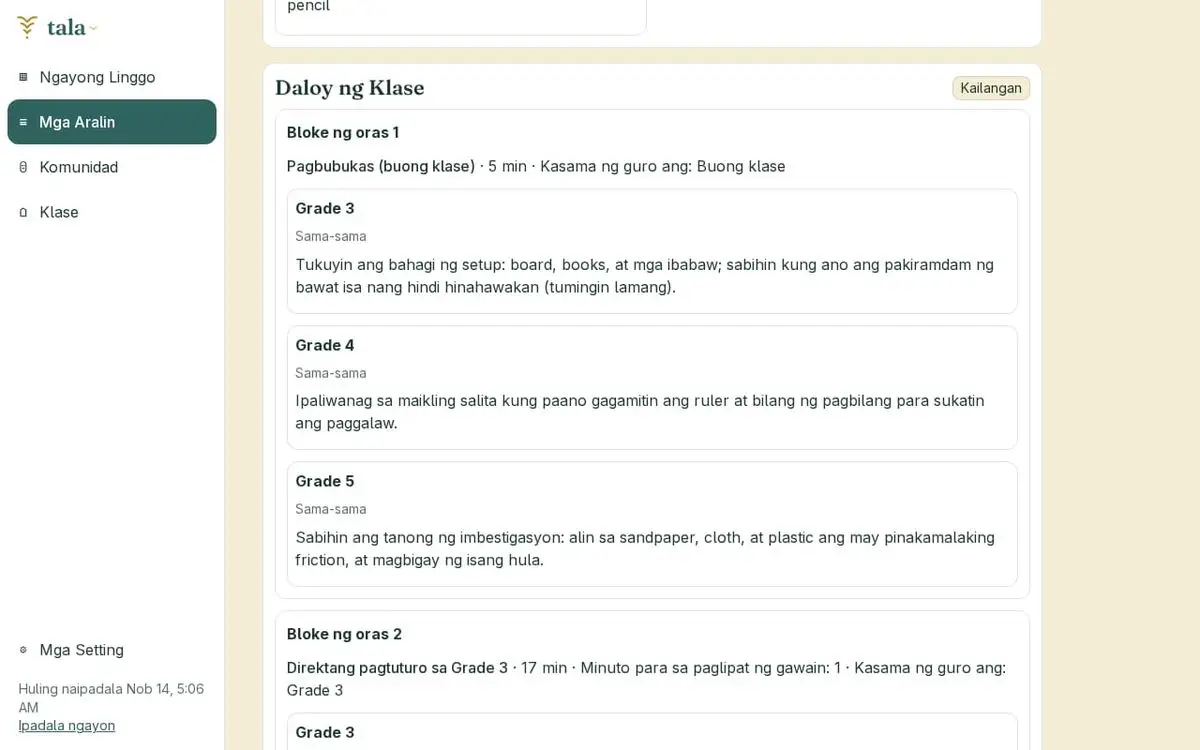 tala
Ngayong Linggo
Mga Aralin
Komunidad
Klase
Mga Setting
Huling naipadala Nob 14, 5:06
AM
Ipadala ngayon
pencil
Daloy ng Klase
Kailangan
Bloke ng oras 1
Pagbubukas (buong klase) · 5 min · Kasama ng guro ang: Buong klase
Grade 3
Sama-sama
Tukuyin ang bahagi ng setup: board, books, at mga ibabaw; sabihin kung ano ang pakiramdam ng
bawat isa nang hindi hinahawakan (tumingin lamang).
Grade 4
Sama-sama
Ipaliwanag sa maikling salita kung paano gagamitin ang ruler at bilang ng pagbilang para sukatin
ang paggalaw.
Grade 5
Sama-sama
Sabihin ang tanong ng imbestigasyon: alin sa sandpaper, cloth, at plastic ang may pinakamalaking
friction, at magbigay ng isang hula.
Bloke ng oras 2
Direktang pagtuturo sa Grade 3 · 17 min · Minuto para sa paglipat ng gawain: 1 · Kasama ng guro ang:
Grade 3
Grade 3